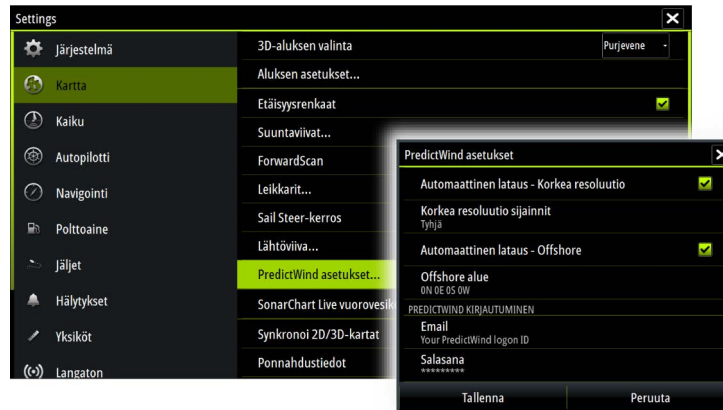 Settings
Järjestelmä
Kartta
Kaiku
Autopilotti
Navigointi
Polttoaine
Jäljet
Hälytykset
Yksiköt
Langaton
3D-aluksen valinta
Purjevene
Aluksen asetukset...
Etäisyysrenkaat
Suuntaviivat...
ForwardScan
Leikkarit...
Sail Steer-kerros
Lähtöviiva...
PredictWind asetukset...
SonarChart Live vuorovesik
Synkronoi 2D/3D-kartat
Ponnahdustiedot
PredictWind asetukset
Automaattinen lataus - Korkea resoluutio
Korkea resoluutio sijainnit
Tyhjä
Automaattinen lataus - Offshore
Offshore alue
0N 0E 0S 0W
PREDICTWIND KIRJAUTUMINEN
Email
Your PredictWind logon ID
Salasana
*********
Tallenna
Peruuta